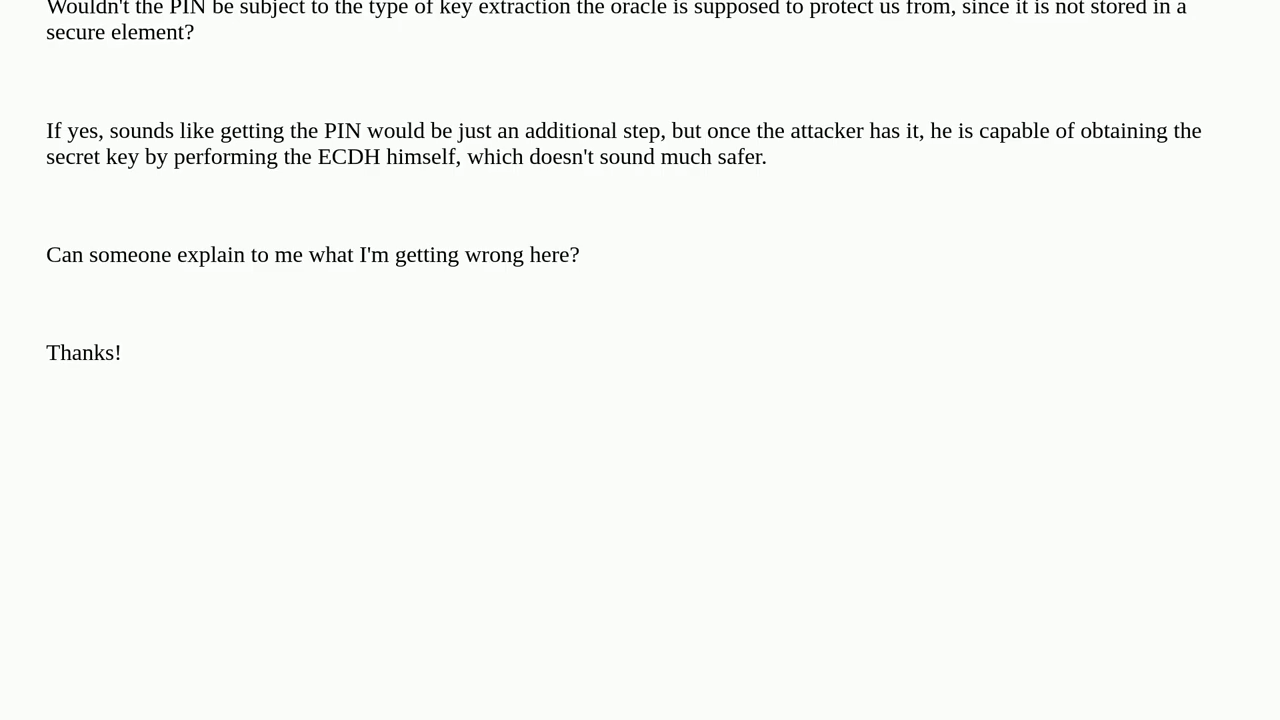 Wouldn't the PIN be subject to the type of key extraction the oracle is supposed to protect us from, since it is not stored in a
secure element?
If yes, sounds like getting the PIN would be just an additional step, but once the attacker has it, he is capable of obtaining the
secret key by performing the ECDH himself, which doesn't sound much safer.
Can someone explain to me what I'm getting wrong here?
Thanks!